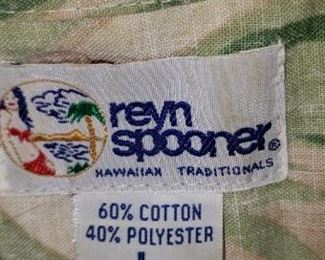 reyn
spooner®
HAWAIIAN TRADITIONALS
60% COTTON
40% POLYESTER
L